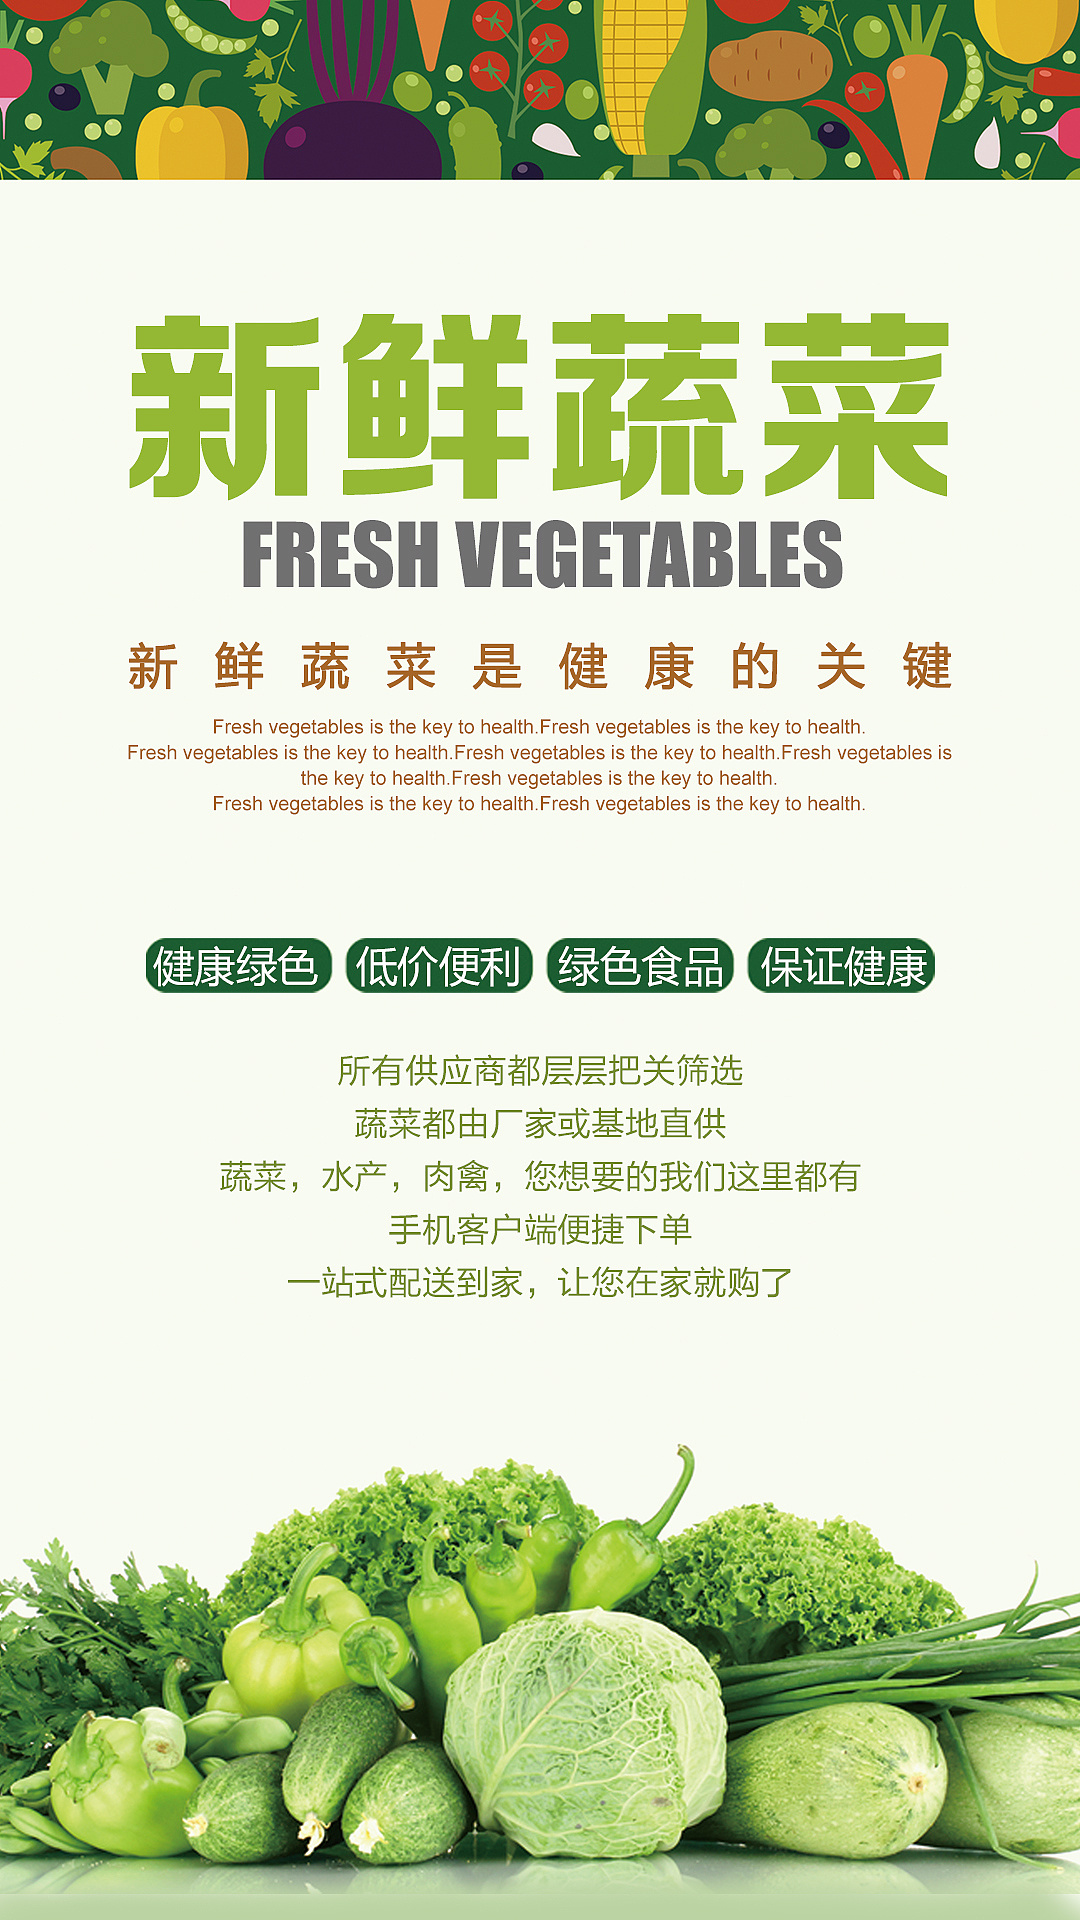 新鲜蔬菜
FRESH VEGETABLES
新鲜蔬菜是健康的关键
Fresh vegetables is the key to health.Fresh vegetables is the key to health.
Fresh vegetables is the key to health.Fresh vegetables is the key to health.Fresh vegetables is
the key to health.Fresh vegetables is the key to health.
Fresh vegetables is the key to health.Fresh vegetables is the key to health.
健康绿色 低价便利 绿色食品 保证健康
所有供应商都层层把关筛选
蔬菜都由厂家或基地直供
蔬菜，水产，肉禽，您想要的我们这里都有
手机客户端便捷下单
一站式配送到家，让您在家就购了